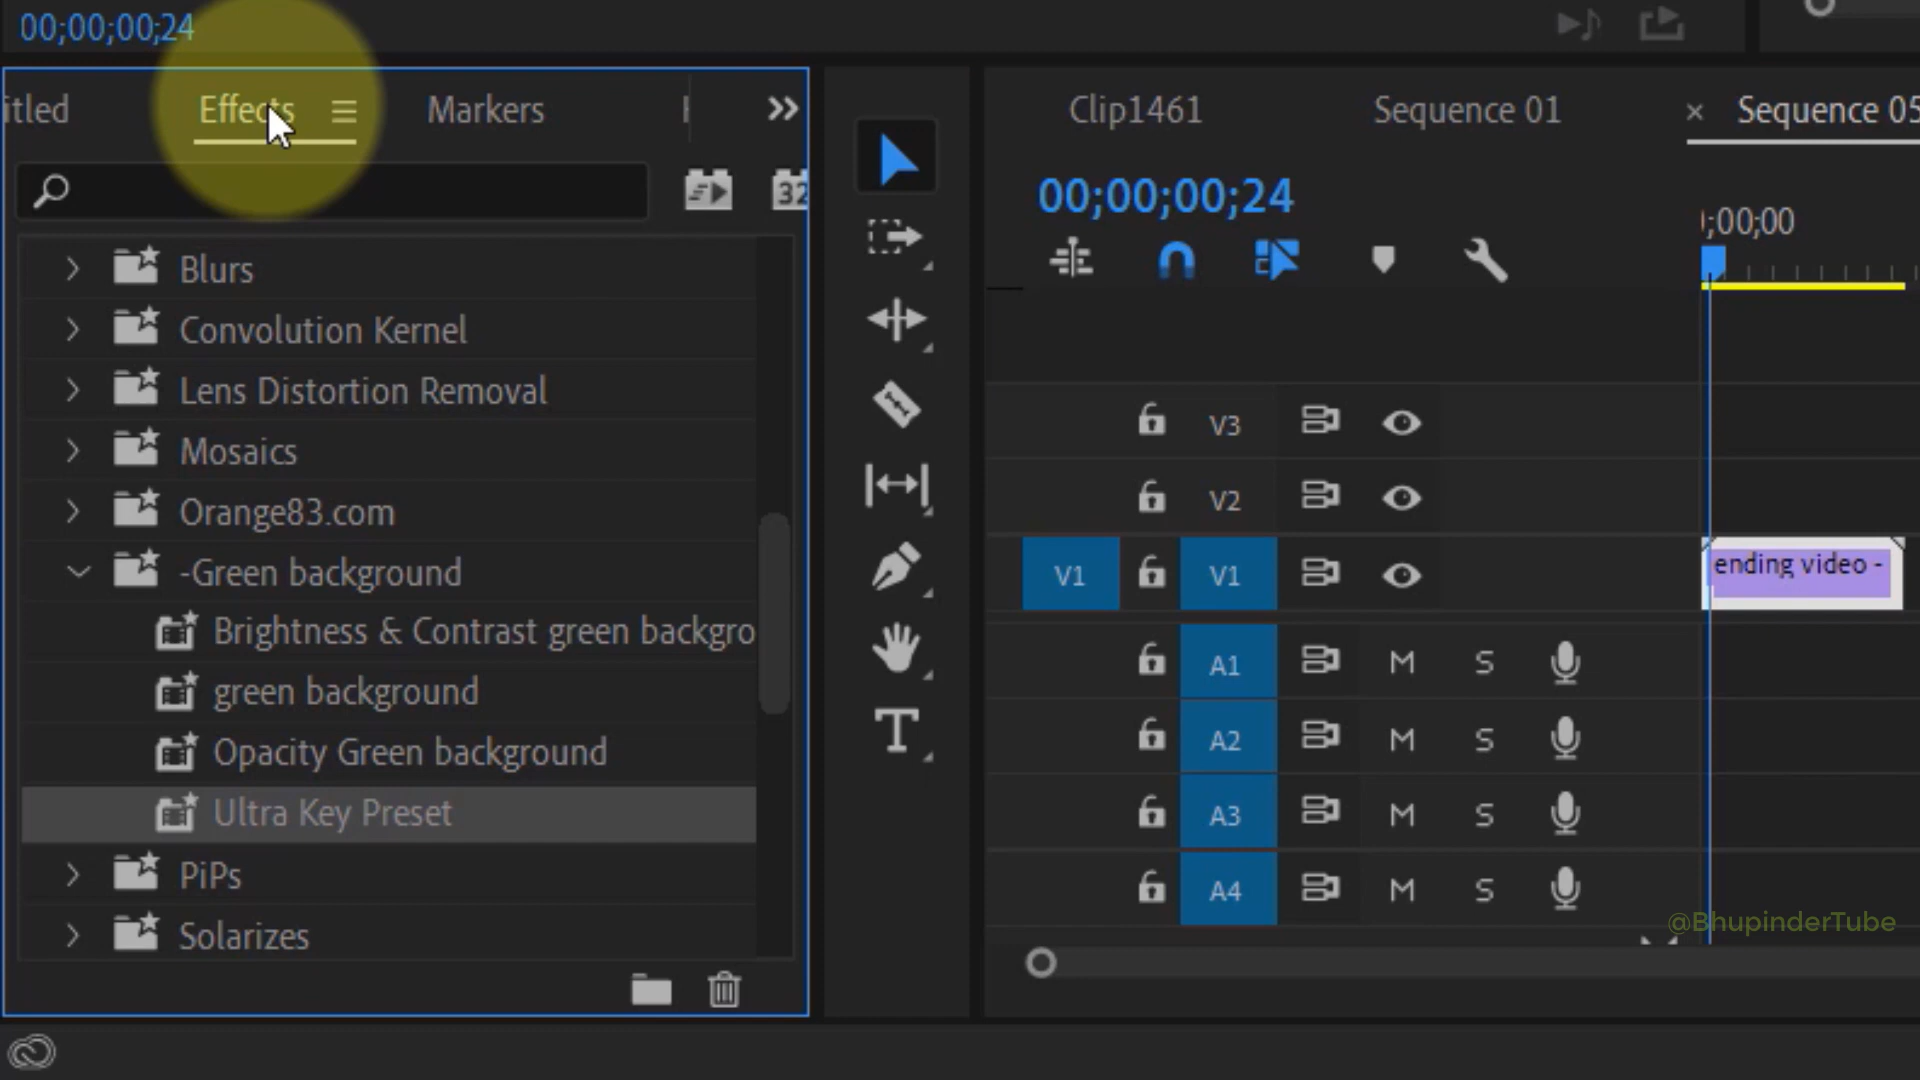 00;00;00;24
itled Effects Markers
32
Blurs
Convolution Kernel
Lens Distortion Removal
Mosaics
Orange83.com
-Green background
Brightness & Contrast green backgro
green background
Opacity Green background
Ultra Key Preset
PiPs
Solarizes
Clip1461 Sequence 01 × Sequence 05
00;00;00;24
;00;00
V3
V2
V1 V1
ending video -
A1 M S
A2 M S
A3 M S
A4 M S
@BhupinderTube